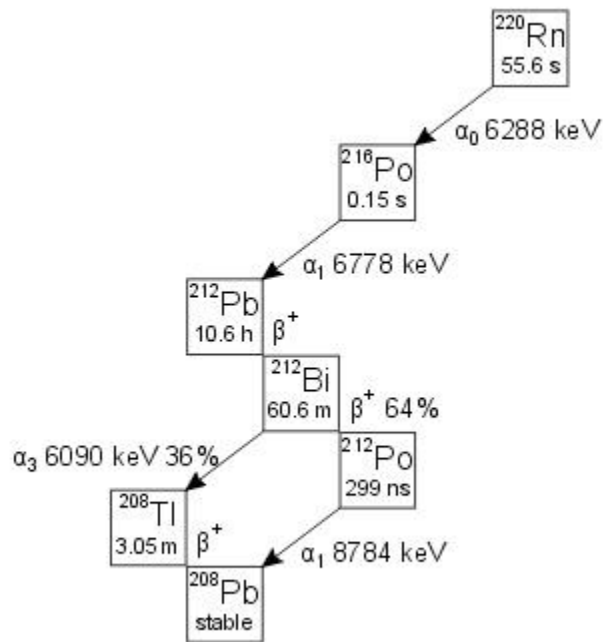 ²²⁰Rn
55.6 s
α₀ 6288 keV
²¹⁶Po
0.15 s
α₁ 6778 keV
²¹²Pb
10.6 h
β⁺
²¹²Bi
60.6 m
β⁺ 64%
α₃ 6090 keV 36%
²¹²Po
299 ns
²⁰⁸Tl
3.05 m
β⁺
α₁ 8784 keV
²⁰⁸Pb
stable